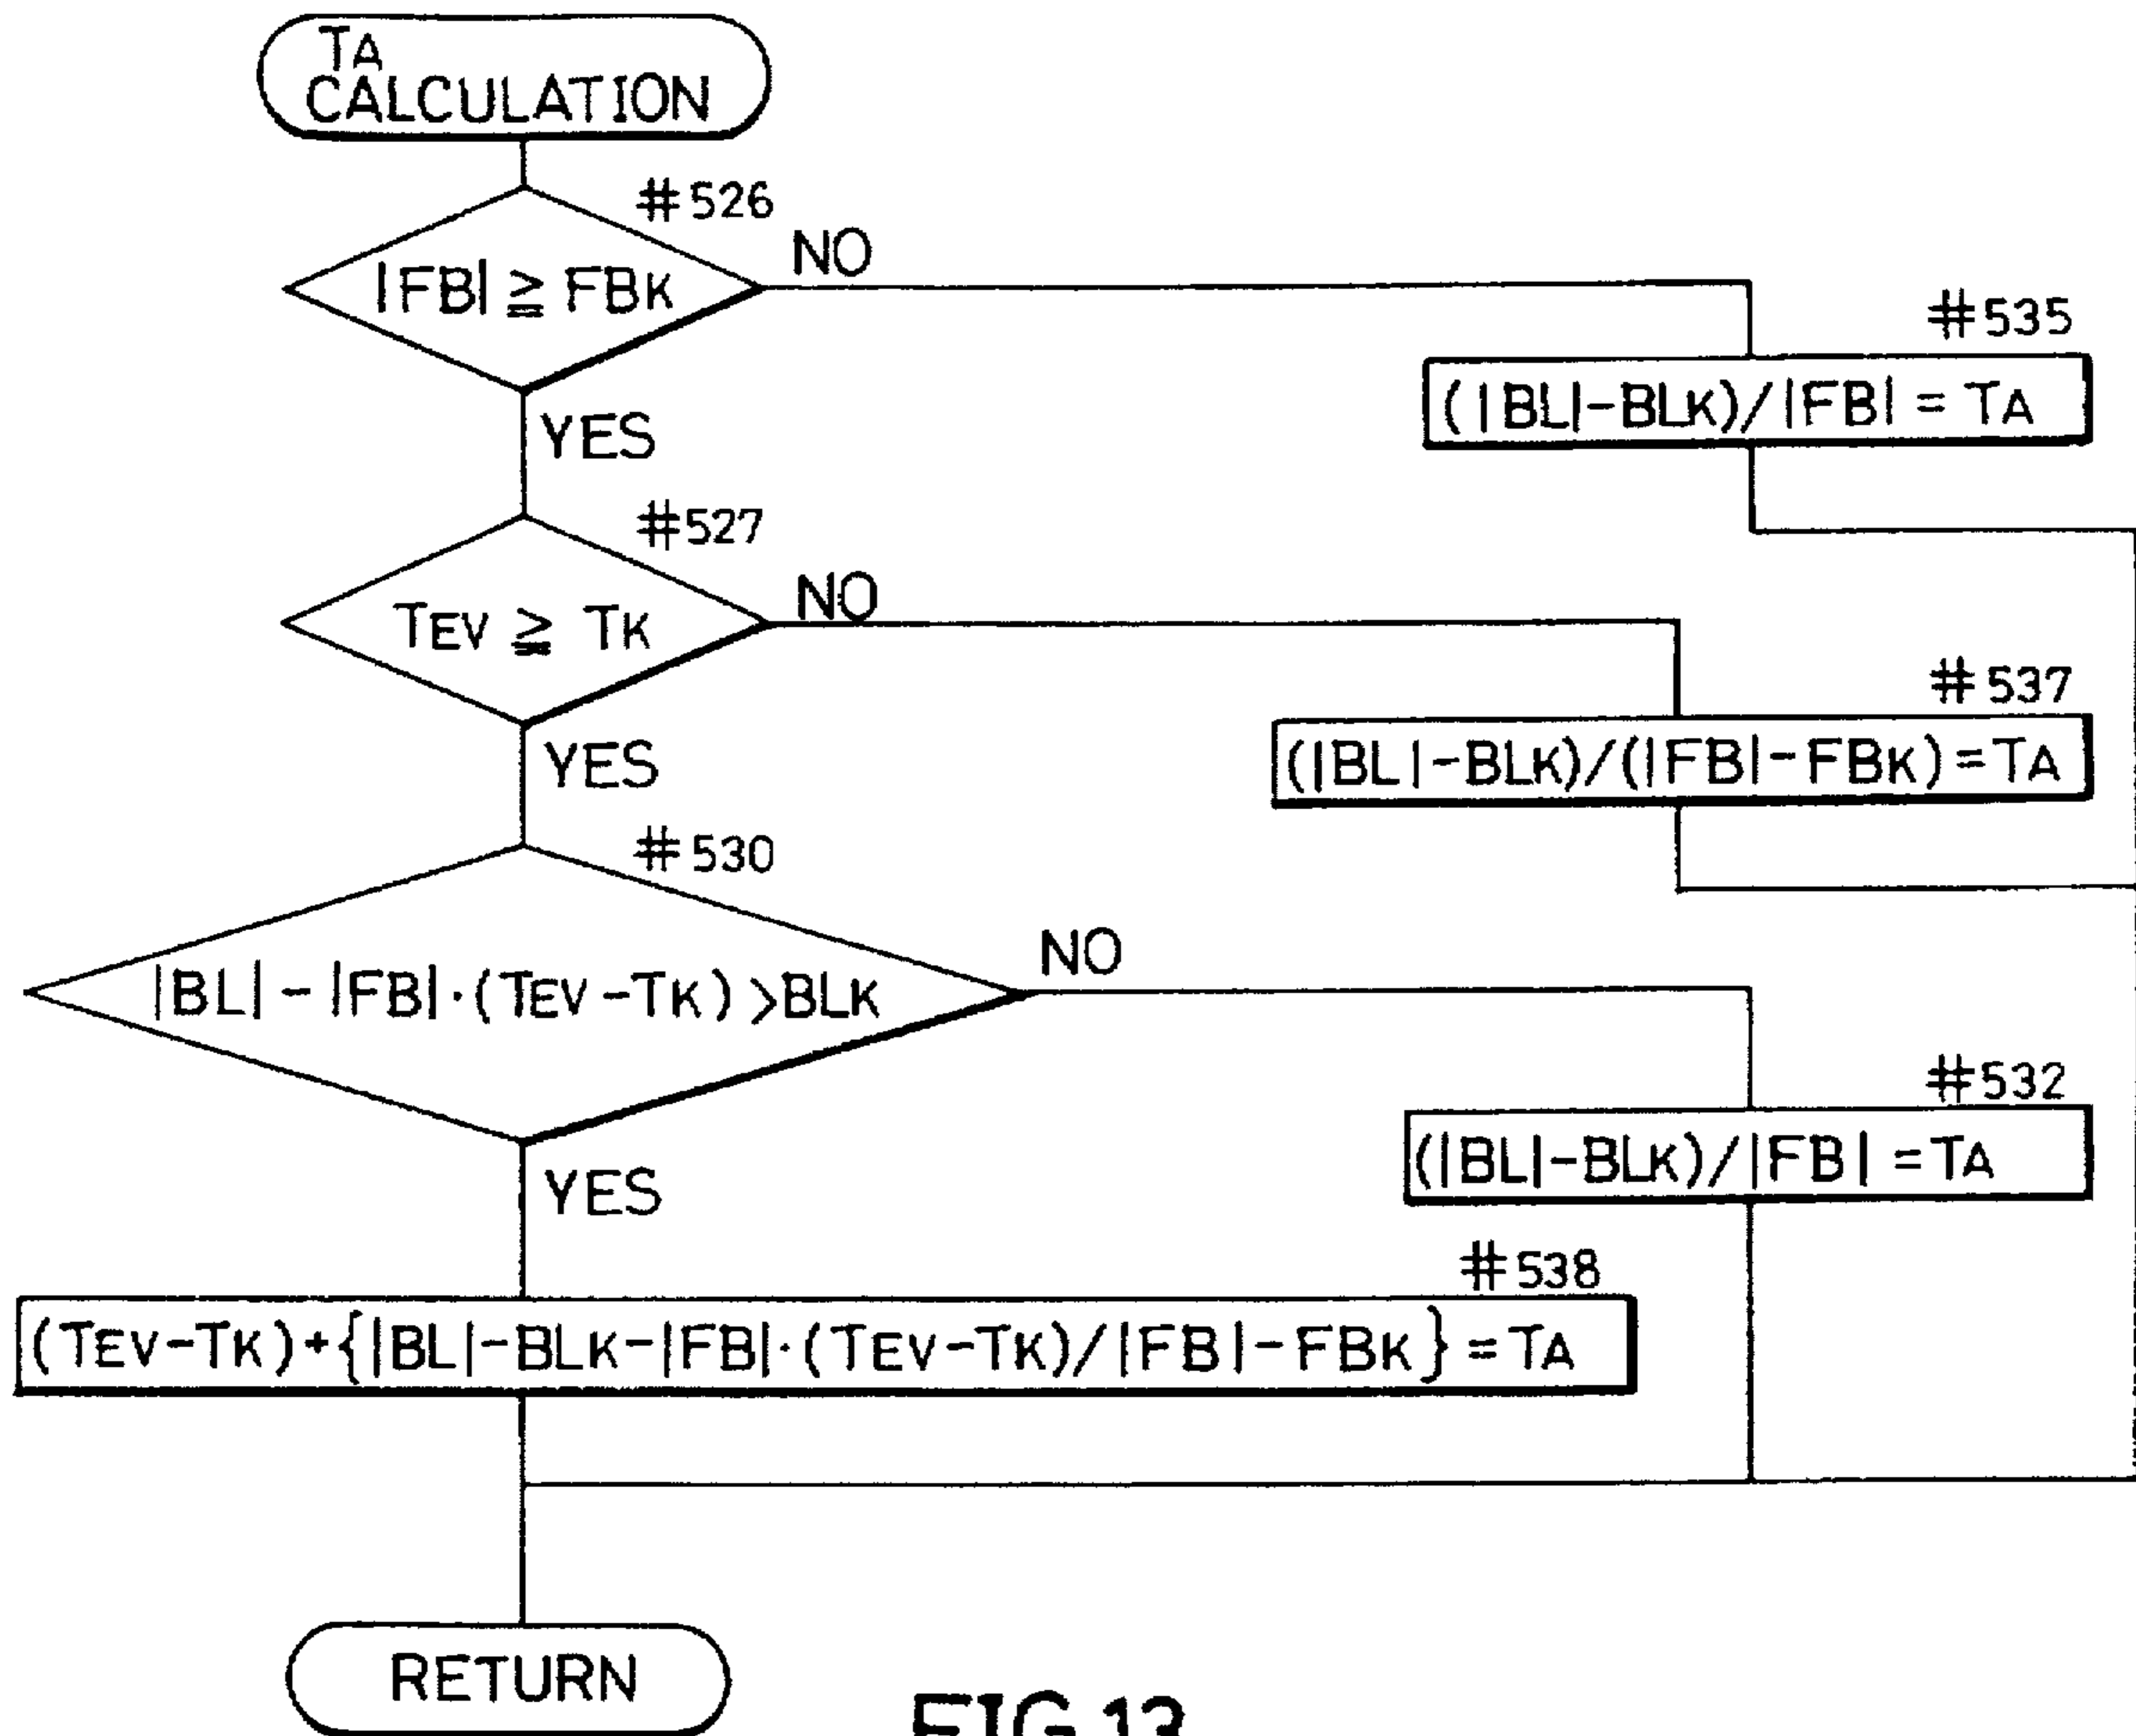 TA
CALCULATION
#526
|FB| ≧ FBK
NO
#535
(|BL|-BLK)/|FB| = TA
YES
#527
TEV ≧ TK
NO
#537
(|BL|-BLK)/(|FB|-FBK)=TA
YES
#530
|BL|-|FB|·(TEV-TK)>BLK
NO
#532
(|BL|-BLK)/|FB|=TA
YES
#538
(TEV-TK)+{|BL|-BLK-|FB|·(TEV-TK)/|FB|-FBK}=TA
RETURN
FIG.13